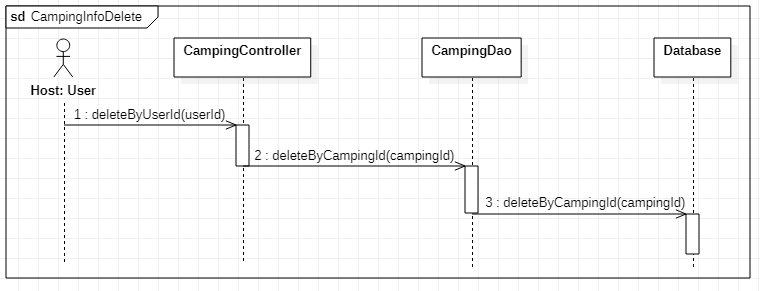 sd CampingInfoDelete
CampingController
CampingDao
Database
Host: User
1 : deleteByUserId(userId)
2 : deleteByCampingId(campingId)
3 : deleteByCampingId(campingId)